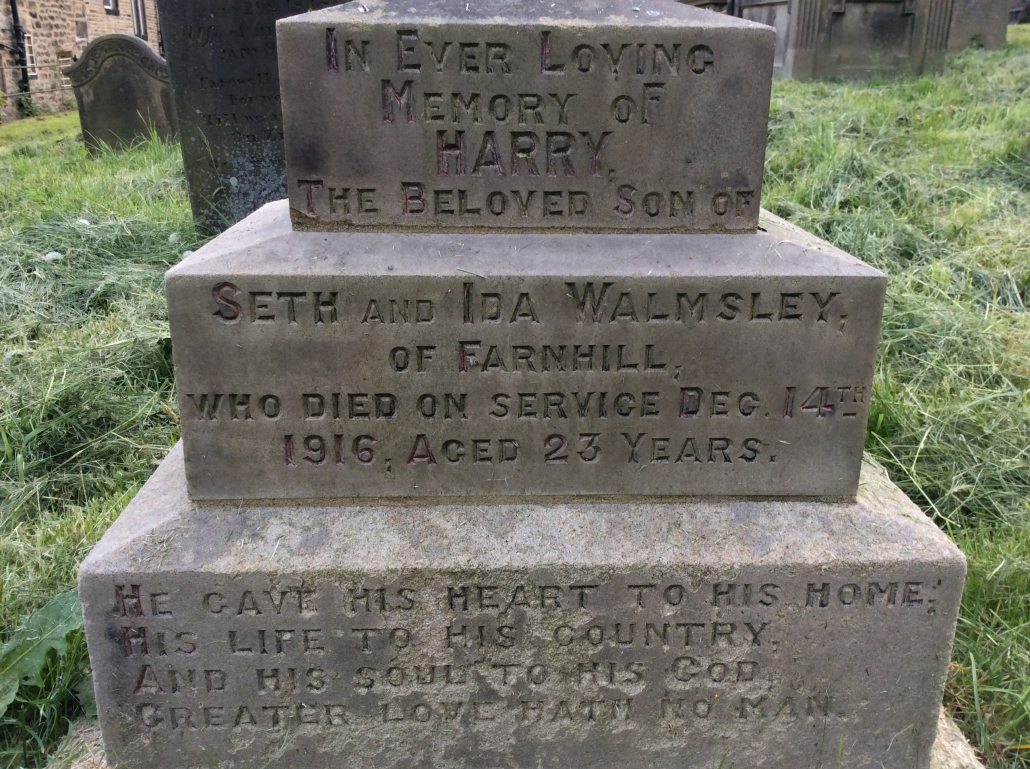 In Ever Loving
Memory of
HARRY,
The Beloved Son of
Seth and Ida Walmsley,
of Farnhill,
who died on service Dec. 14TH
1916, Aged 23 Years.
He gave his heart to his home,
His life to his country,
And his soul to his God.
Greater love hath no man.
Farewell
For